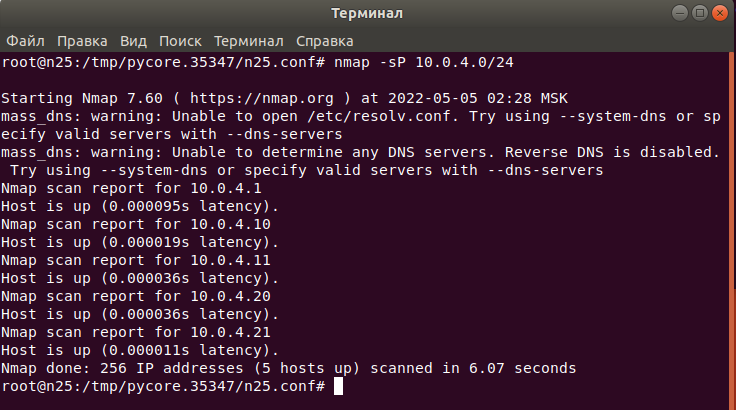 Терминал
Файл Правка Вид Поиск Терминал Справка
root@n25:/tmp/pycore.35347/n25.conf# nmap -sP 10.0.4.0/24
Starting Nmap 7.60 ( https://nmap.org ) at 2022-05-05 02:28 MSK
mass_dns: warning: Unable to open /etc/resolv.conf. Try using --system-dns or sp
ecify valid servers with --dns-servers
mass_dns: warning: Unable to determine any DNS servers. Reverse DNS is disabled.
 Try using --system-dns or specify valid servers with --dns-servers
Nmap scan report for 10.0.4.1
Host is up (0.000095s latency).
Nmap scan report for 10.0.4.10
Host is up (0.000019s latency).
Nmap scan report for 10.0.4.11
Host is up (0.000036s latency).
Nmap scan report for 10.0.4.20
Host is up (0.000036s latency).
Nmap scan report for 10.0.4.21
Host is up (0.000011s latency).
Nmap done: 256 IP addresses (5 hosts up) scanned in 6.07 seconds
root@n25:/tmp/pycore.35347/n25.conf#